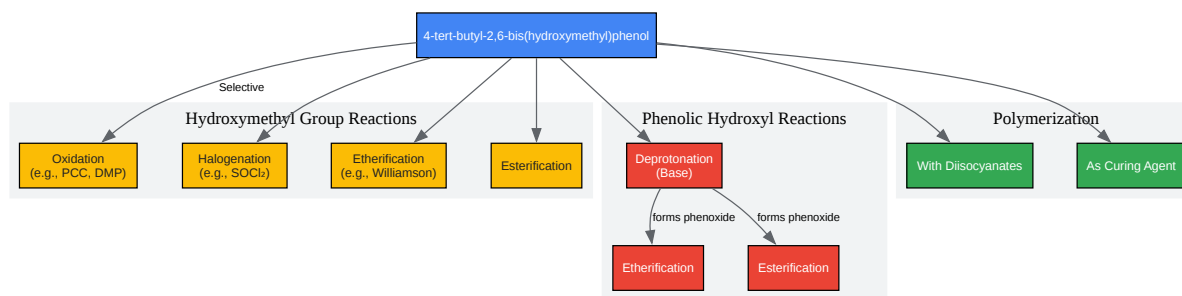 4-tert-butyl-2,6-bis(hydroxymethyl)phenol
Selective
Hydroxymethyl Group Reactions
Phenolic Hydroxyl Reactions
Polymerization
Oxidation
(e.g., PCC, DMP)
Halogenation
(e.g., SOCl₂)
Etherification
(e.g., Williamson)
Esterification
Deprotonation
(Base)
With Diisocyanates
As Curing Agent
forms phenoxide
forms phenoxide
Etherification
Esterification